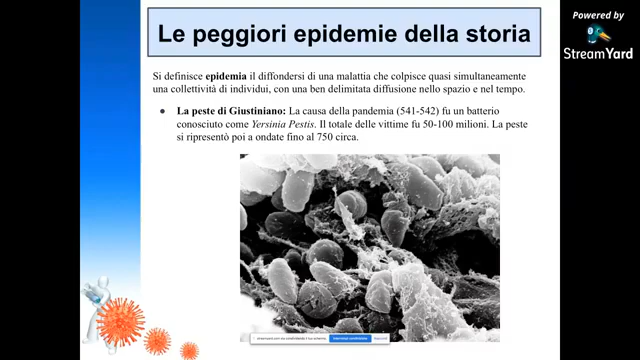 Powered by
StreamYard
Le peggiori epidemie della storia
Si definisce epidemia il diffondersi di una malattia che colpisce quasi simultaneamente
una collettività di individui, con una ben delimitata diffusione nello spazio e nel tempo.
● La peste di Giustiniano: La causa della pandemia (541-542) fu un batterio
conosciuto come Yersinia Pestis. Il totale delle vittime fu 50-100 milioni. La peste
si ripresentò poi a ondate fino al 750 circa.